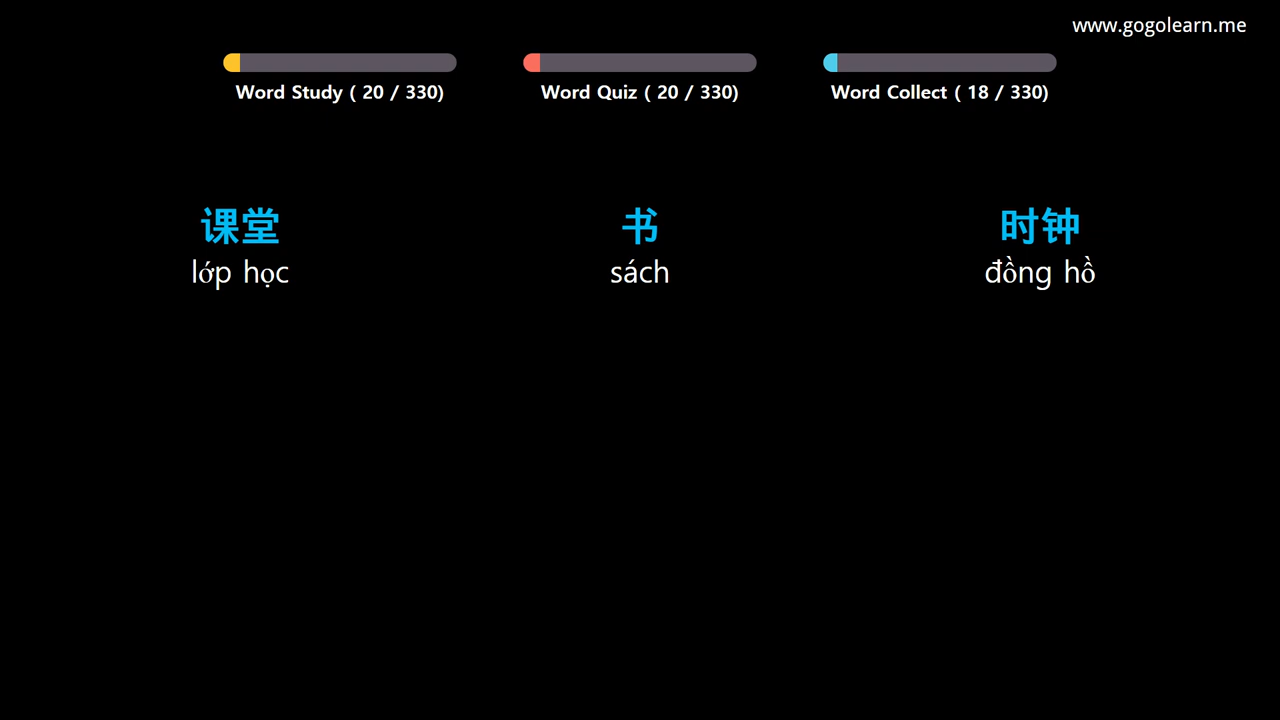 www.gogolearn.me
Word Study ( 20 / 330)
Word Quiz ( 20 / 330)
Word Collect ( 18 / 330)
课堂
lớp học
书
sách
时钟
đồng hồ